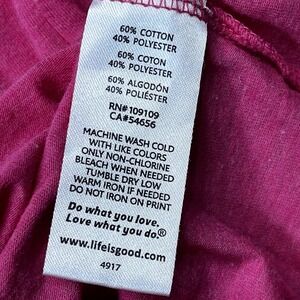 60% COTTON
40% POLYESTER
60% COTON
40% POLYESTER
60% ALGODÓN
40% POLIÉSTER
RN#109109
CA#54656
MACHINE WASH COLD
WITH LIKE COLORS
ONLY NON-CHLORINE
BLEACH WHEN NEEDED
TUMBLE DRY LOW
WARM IRON IF NEEDED
DO NOT IRON ON PRINT
Do what you love.
Love what you do.®
www.lifeisgood.com
4917